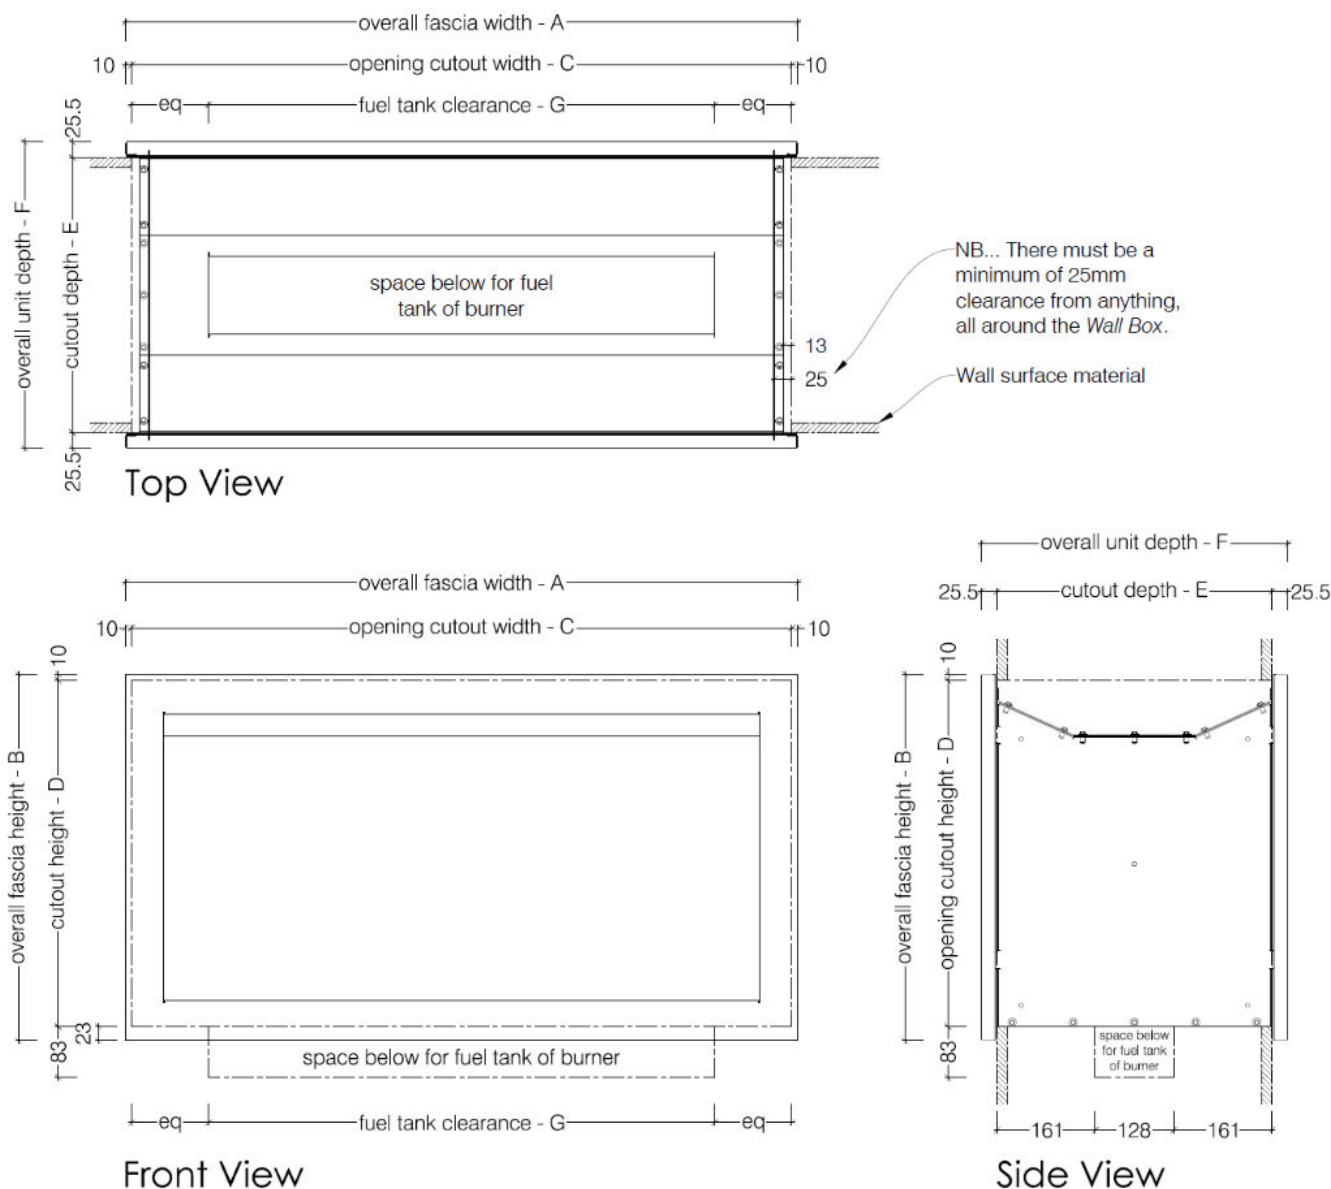 overall fascia width - A
10
opening cutout width - C
10
eq
fuel tank clearance - G
eq
25.5
overall unit depth - F
cutout depth - E
space below for fuel
tank of burner
NB... There must be a
minimum of 25mm
clearance from anything,
all around the Wall Box.
13
25
Wall surface material
25.5
Top View
overall unit depth - F
overall fascia width - A
25.5
cutout depth - E
25.5
10
opening cutout width - C
10
10
10
overall fascia height - B
cutout height - D
overall fascia height - B
opening cutout height - D
23
83
space below for fuel tank of burner
83
space below
for fuel tank
of burner
eq
fuel tank clearance - G
eq
161
128
161
Front View
Side View